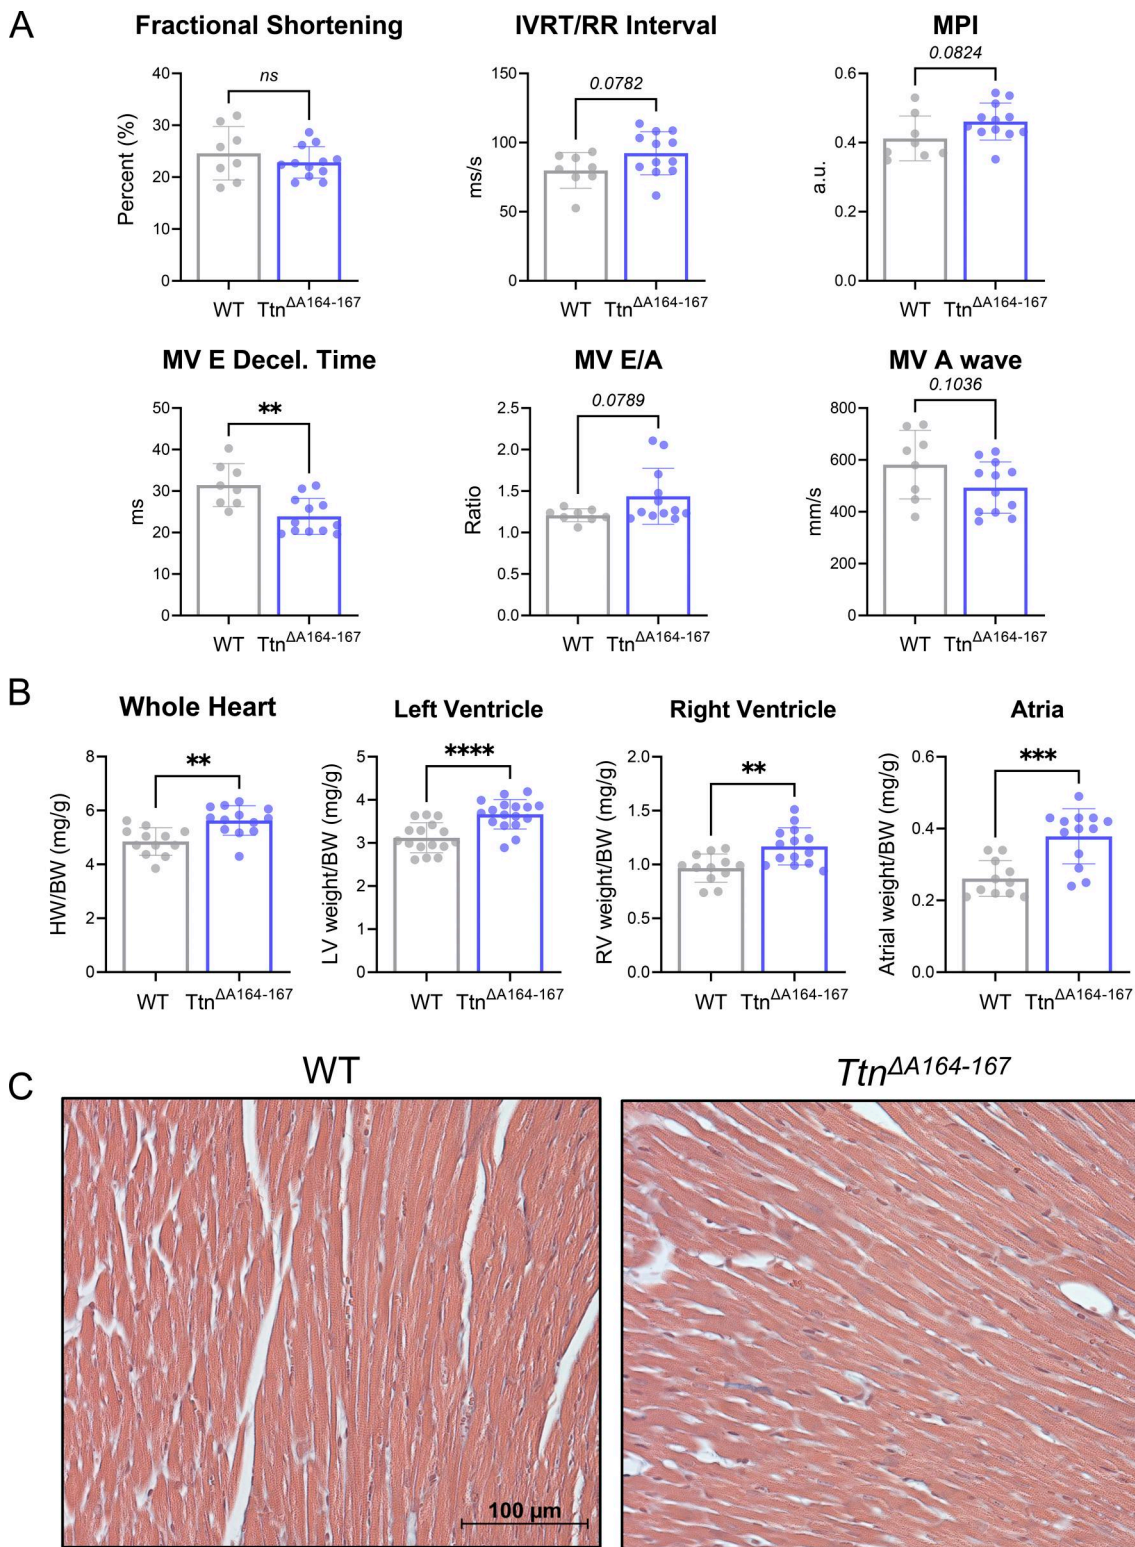 A
Fractional Shortening
Percent (%)
40
30
20
10
0
ns
WT
Ttn^ΔA164-167
IVRT/RR Interval
ms/s
150
100
50
0
0.0782
WT
Ttn^ΔA164-167
MPI
a.u.
0.6
0.4
0.2
0.0
0.0824
WT
Ttn^ΔA164-167
MV E Decel. Time
ms
50
40
30
20
10
0
**
WT
Ttn^ΔA164-167
MV E/A
Ratio
2.5
2.0
1.5
1.0
0.5
0.0
0.0789
WT
Ttn^ΔA164-167
MV A wave
mm/s
800
600
400
200
0
0.1036
WT
Ttn^ΔA164-167
B
Whole Heart
HW/BW (mg/g)
8
6
4
2
0
**
WT
Ttn^ΔA164-167
Left Ventricle
LV weight/BW (mg/g)
5
4
3
2
1
0
****
WT
Ttn^ΔA164-167
Right Ventricle
RV weight/BW (mg/g)
2.0
1.5
1.0
0.5
0.0
**
WT
Ttn^ΔA164-167
Atria
Atrial weight/BW (mg/g)
0.6
0.4
0.2
0.0
***
WT
Ttn^ΔA164-167
C
WT
Ttn^ΔA164-167
100 µm